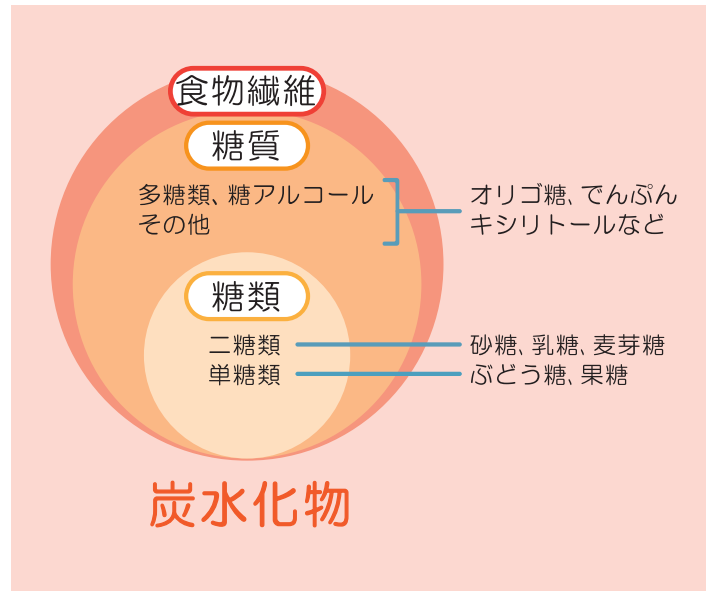 食物繊維
糖質
多糖類、糖アルコール
その他
オリゴ糖、でんぷん
キシリトールなど
糖類
二糖類
砂糖、乳糖、麦芽糖
単糖類
ぶどう糖、果糖
炭水化物